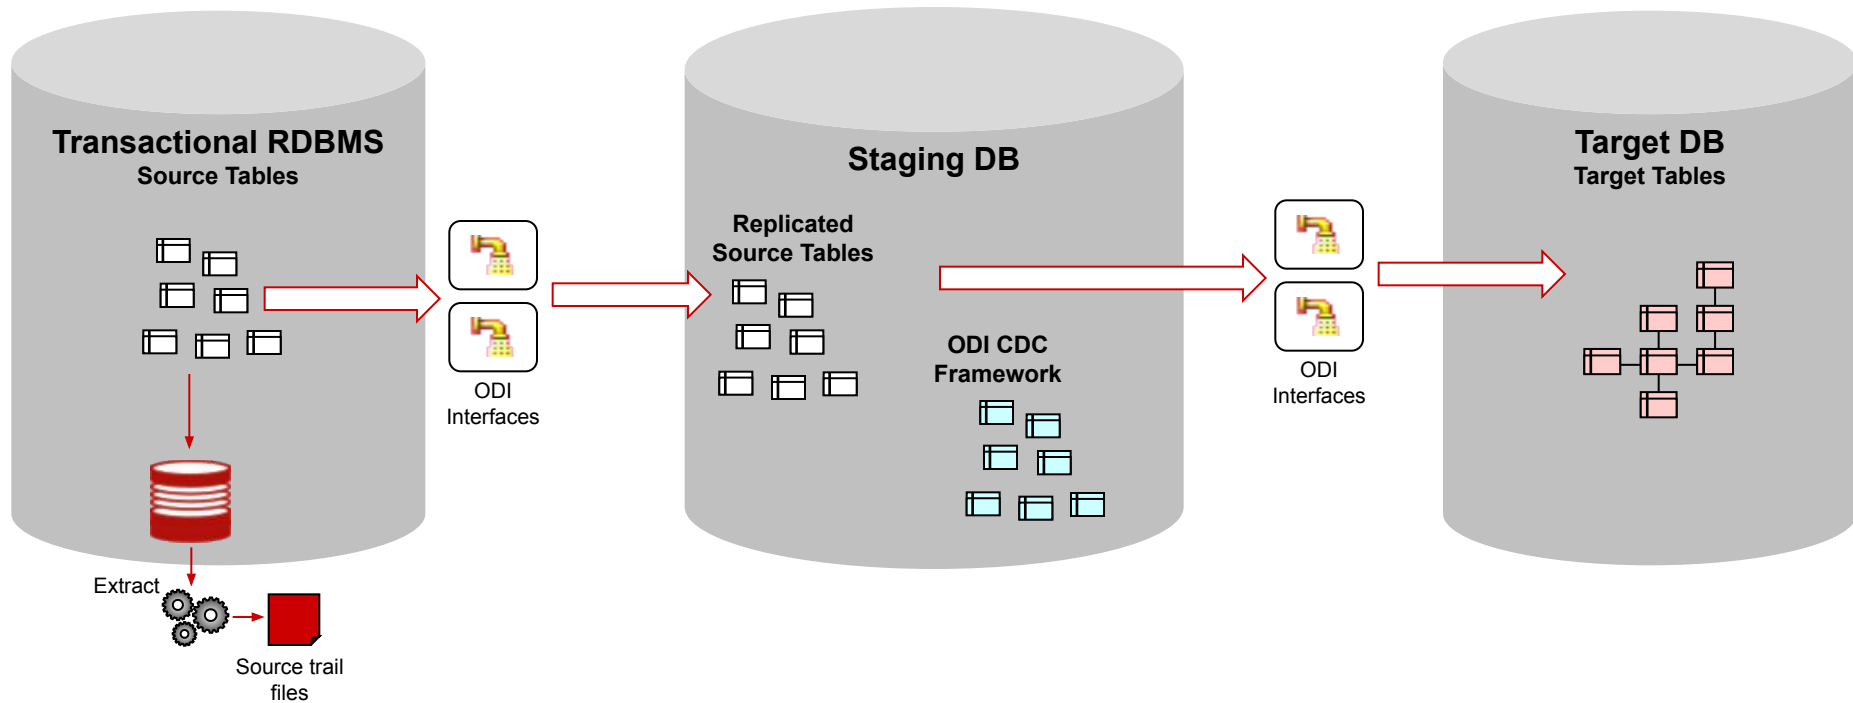 Transactional RDBMS
Source Tables
Extract
Source trail
files
ODI
Interfaces
Staging DB
Replicated
Source Tables
ODI CDC
Framework
ODI
Interfaces
Target DB
Target Tables